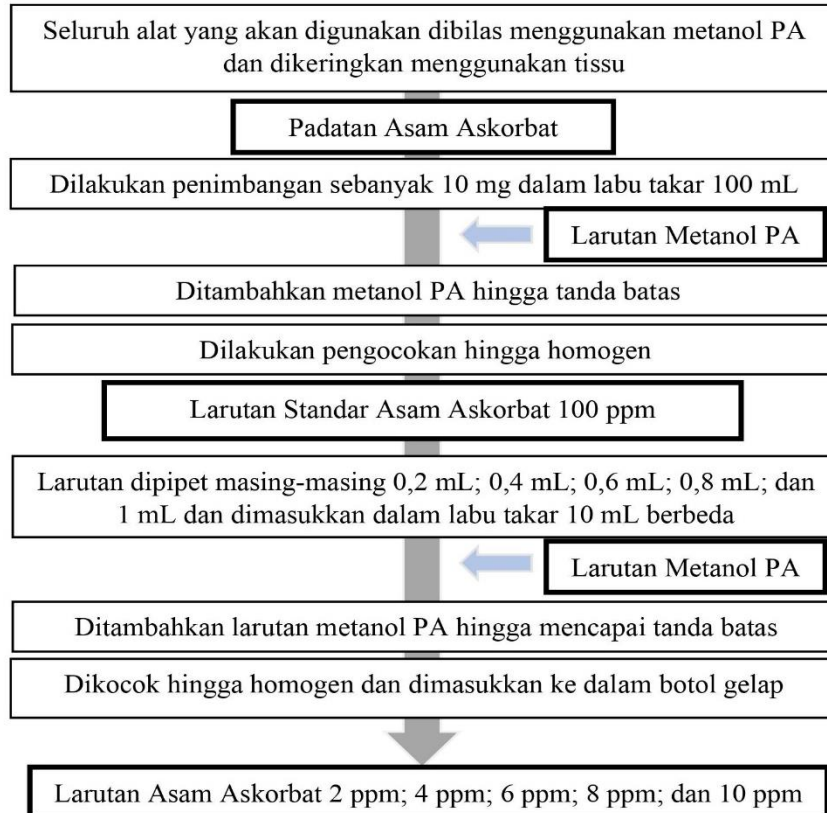 Seluruh alat yang akan digunakan dibilas menggunakan metanol PA
dan dikeringkan menggunakan tissu
Padatan Asam Askorbat
Dilakukan penimbangan sebanyak 10 mg dalam labu takar 100 mL
Larutan Metanol PA
Ditambahkan metanol PA hingga tanda batas
Dilakukan pengocokan hingga homogen
Larutan Standar Asam Askorbat 100 ppm
Larutan dipipet masing-masing 0,2 mL; 0,4 mL; 0,6 mL; 0,8 mL; dan
1 mL dan dimasukkan dalam labu takar 10 mL berbeda
Larutan Metanol PA
Ditambahkan larutan metanol PA hingga mencapai tanda batas
Dikocok hingga homogen dan dimasukkan ke dalam botol gelap
Larutan Asam Askorbat 2 ppm; 4 ppm; 6 ppm; 8 ppm; dan 10 ppm